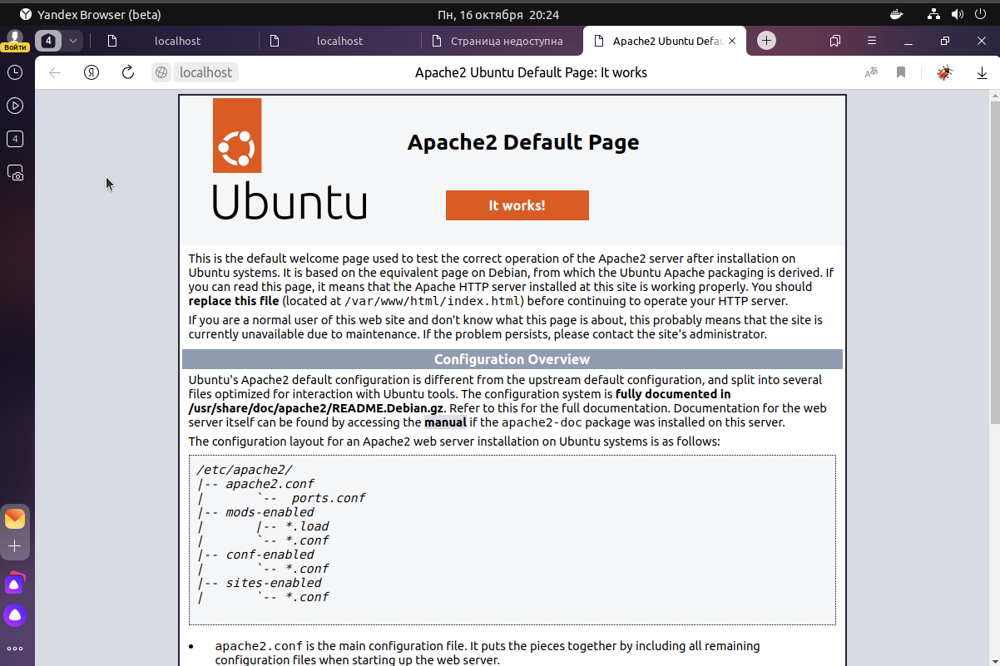 Yandex Browser (beta)
Пн, 16 октября 20:24
Войти
4
localhost
localhost
Страница недоступна
Apache2 Ubuntu Defau
Я
localhost
Apache2 Ubuntu Default Page: It works
4
Ubuntu
Apache2 Default Page
It works!
This is the default welcome page used to test the correct operation of the Apache2 server after installation on
Ubuntu systems. It is based on the equivalent page on Debian, from which the Ubuntu Apache packaging is derived. If
you can read this page, it means that the Apache HTTP server installed at this site is working properly. You should
replace this file (located at /var/www/html/index.html) before continuing to operate your HTTP server.
If you are a normal user of this web site and don't know what this page is about, this probably means that the site is
currently unavailable due to maintenance. If the problem persists, please contact the site's administrator.
Configuration Overview
Ubuntu's Apache2 default configuration is different from the upstream default configuration, and split into several
files optimized for interaction with Ubuntu tools. The configuration system is fully documented in
/usr/share/doc/apache2/README.Debian.gz. Refer to this for the full documentation. Documentation for the web
server itself can be found by accessing the manual if the apache2-doc package was installed on this server.
The configuration layout for an Apache2 web server installation on Ubuntu systems is as follows:
/etc/apache2/
|-- apache2.conf
|       `--  ports.conf
|-- mods-enabled
|       |-- *.load
|       `-- *.conf
|-- conf-enabled
|       `-- *.conf
|-- sites-enabled
|       `-- *.conf
• apache2.conf is the main configuration file. It puts the pieces together by including all remaining
configuration files when starting up the web server.